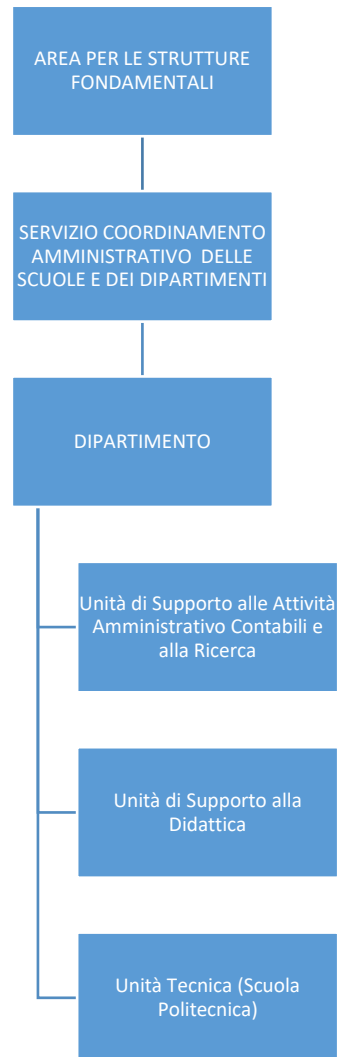 AREA PER LE STRUTTURE
FONDAMENTALI
SERVIZIO COORDINAMENTO
AMMINISTRATIVO DELLE
SCUOLE E DEI DIPARTIMENTI
DIPARTIMENTO
Unità di Supporto alle Attività
Amministrativo Contabili e
alla Ricerca
Unità di Supporto alla
Didattica
Unità Tecnica (Scuola
Politecnica)